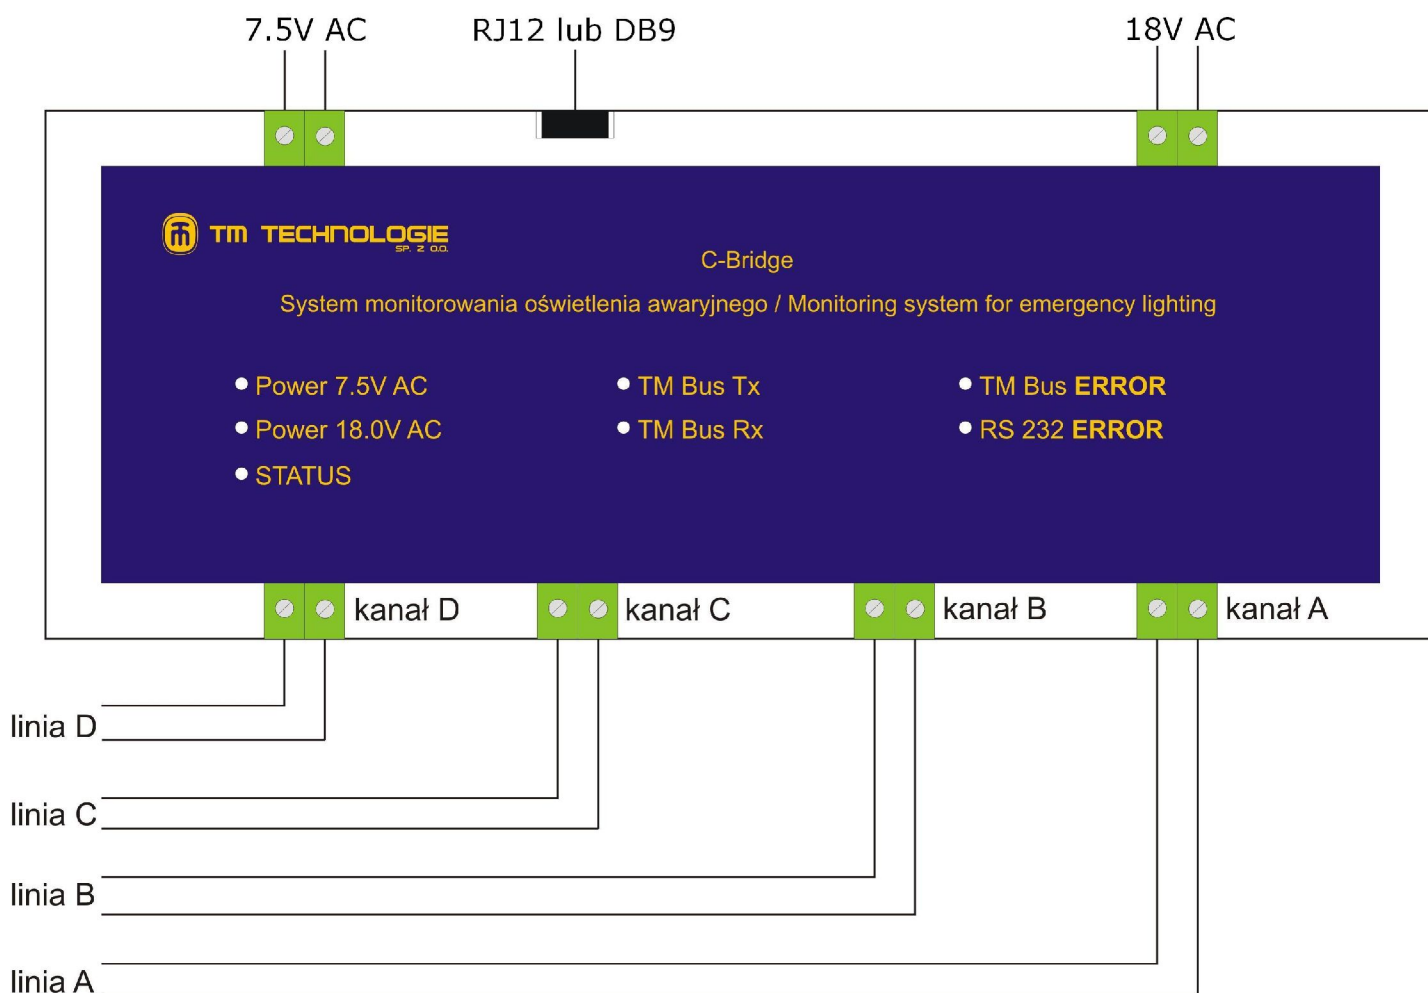 7.5V AC
RJ12 lub DB9
18V AC
TM TECHNOLOGIE
SP. Z O.O.
C-Bridge
System monitorowania oświetlenia awaryjnego / Monitoring system for emergency lighting
Power 7.5V AC
TM Bus Tx
TM Bus ERROR
Power 18.0V AC
TM Bus Rx
RS 232 ERROR
STATUS
kanał D
kanał C
kanał B
kanał A
linia D
linia C
linia B
linia A